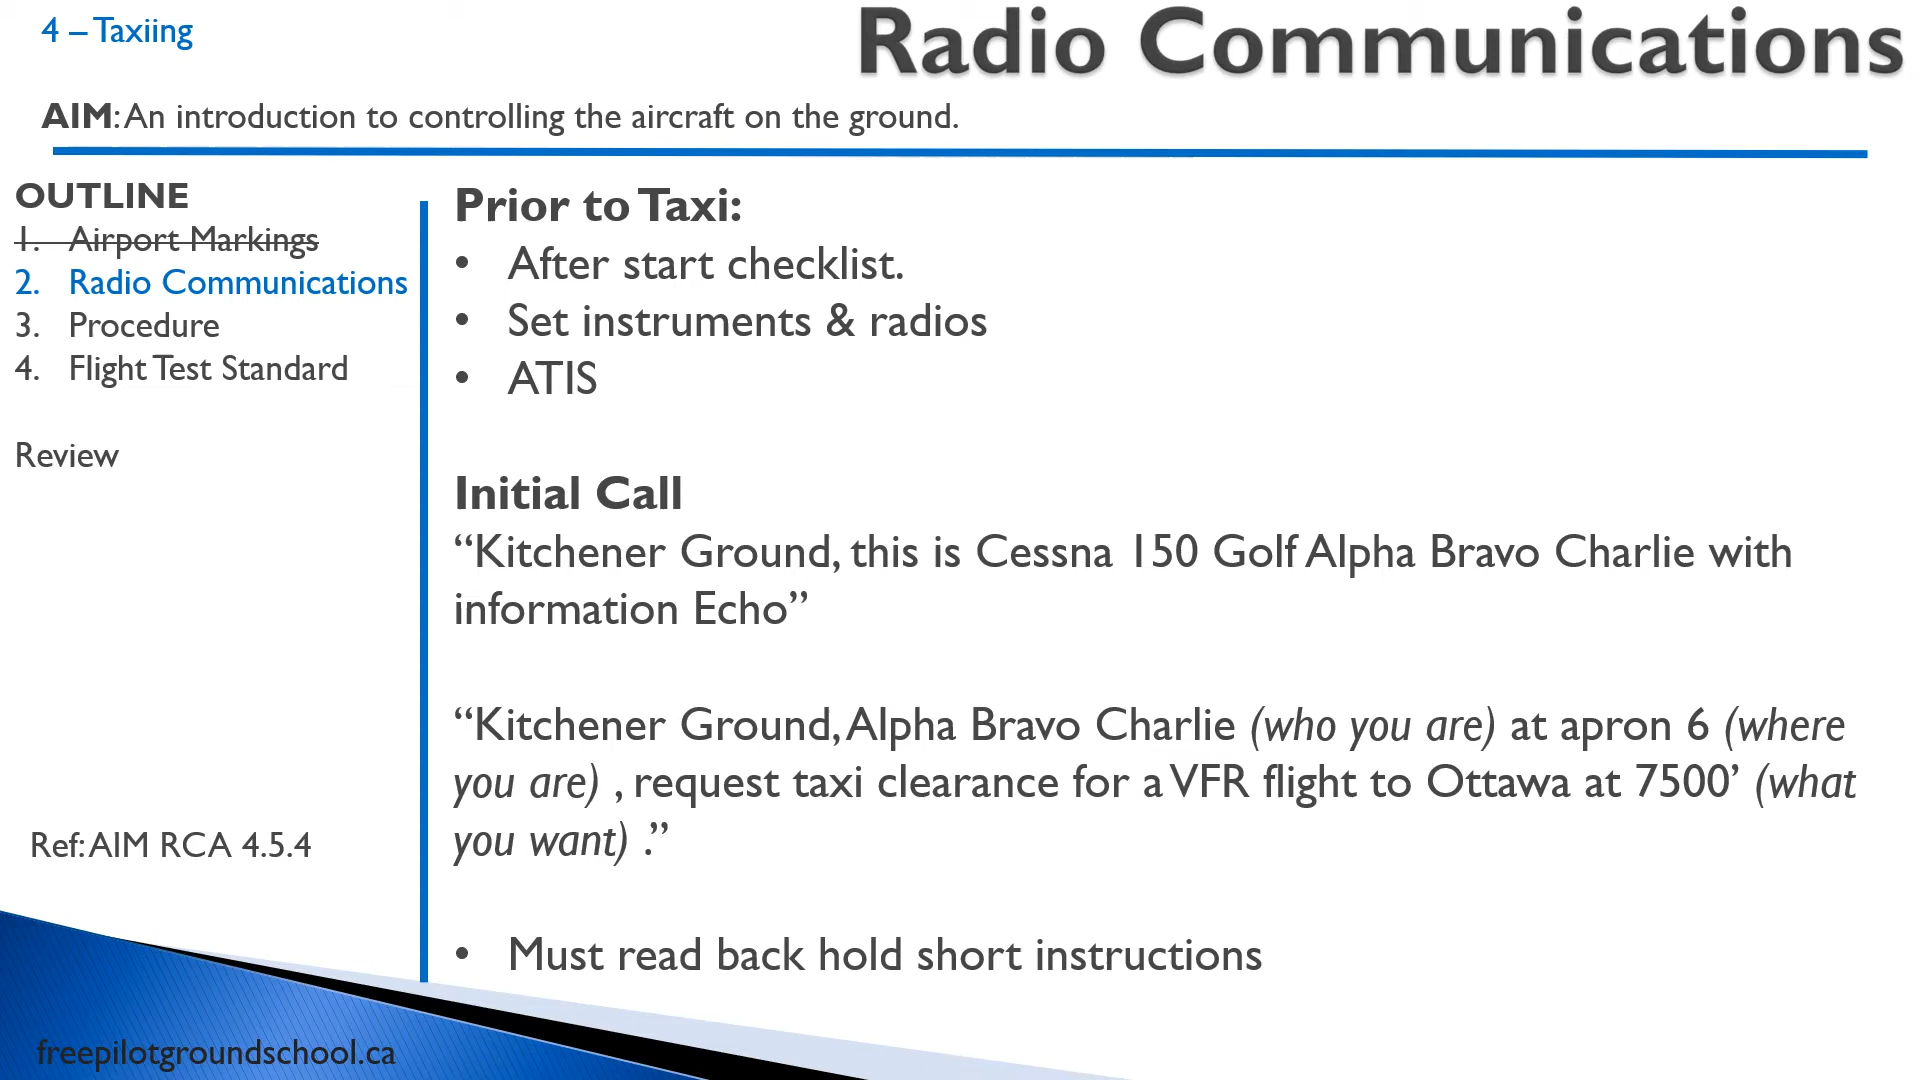 4 – Taxiing
Radio Communications
AIM: An introduction to controlling the aircraft on the ground.
OUTLINE
1. Airport Markings
2. Radio Communications
3. Procedure
4. Flight Test Standard
Review
Ref: AIM RCA 4.5.4
freepilotgroundschool.ca
Prior to Taxi:
• After start checklist.
• Set instruments & radios
• ATIS
Initial Call
“Kitchener Ground, this is Cessna 150 Golf Alpha Bravo Charlie with
information Echo”
“Kitchener Ground, Alpha Bravo Charlie (who you are) at apron 6 (where
you are) , request taxi clearance for a VFR flight to Ottawa at 7500’ (what
you want) .”
• Must read back hold short instructions